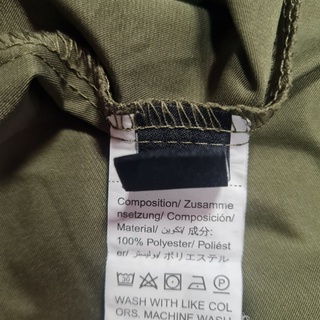 Composition/ Zusamme
nsetzung/ Composición/
Material/ تكوين/ 成分:
100% Polyester/ Poliést
er/ بوليستر/ ポリエステル
WASH WITH LIKE COL
ORS. MACHINE WASH